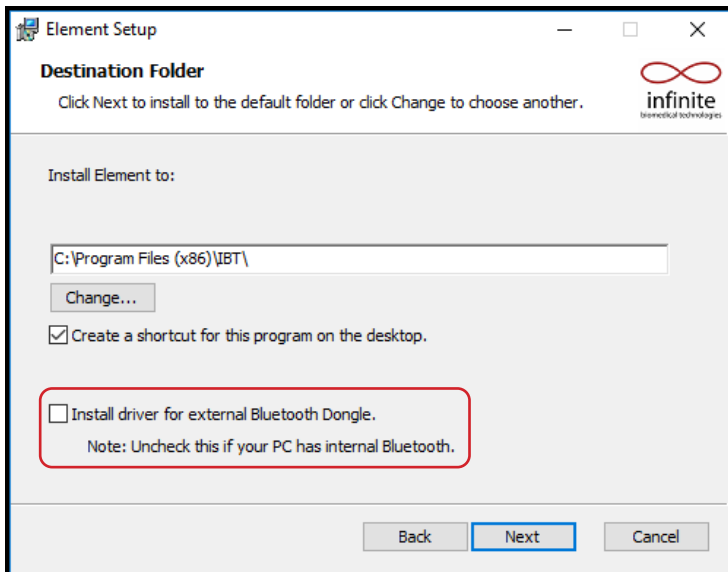 Element Setup
Destination Folder
Click Next to install to the default folder or click Change to choose another.
infinite
biomedical technologies
Install Element to:
C:\Program Files (x86)\IBT\
Change...
Create a shortcut for this program on the desktop.
Install driver for external Bluetooth Dongle.
Note: Uncheck this if your PC has internal Bluetooth.
Back Next Cancel